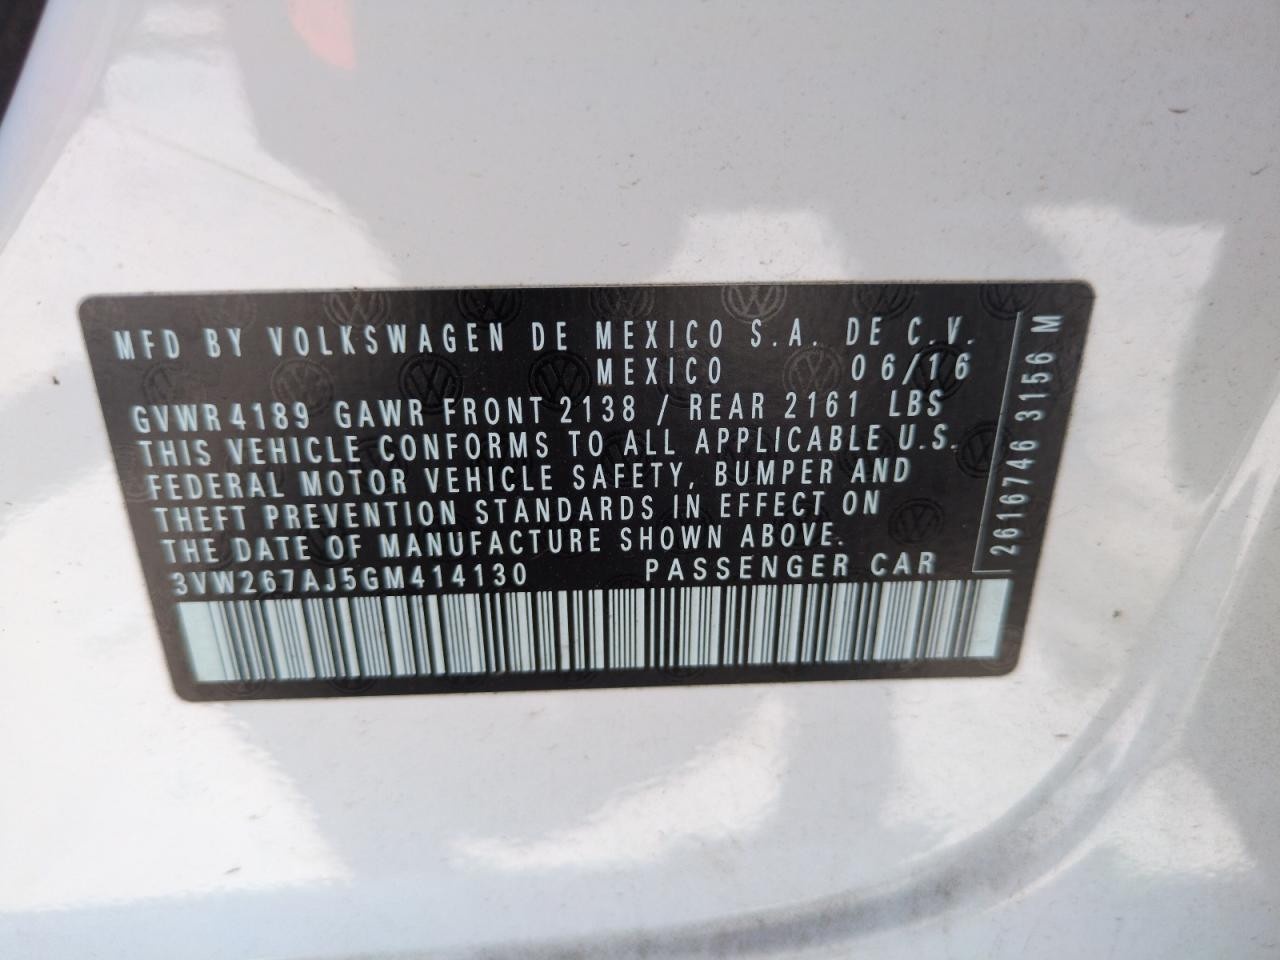 MFD BY VOLKSWAGEN DE MEXICO S.A. DE C.V.
MEXICO 06/16
GVWR 4189 GAWR FRONT 2138 / REAR 2161 LBS
THIS VEHICLE CONFORMS TO ALL APPLICABLE U.S.
FEDERAL MOTOR VEHICLE SAFETY, BUMPER AND
THEFT PREVENTION STANDARDS IN EFFECT ON
THE DATE OF MANUFACTURE SHOWN ABOVE.
3VW267AJ5GM414130 PASSENGER CAR
2616746 3156 M